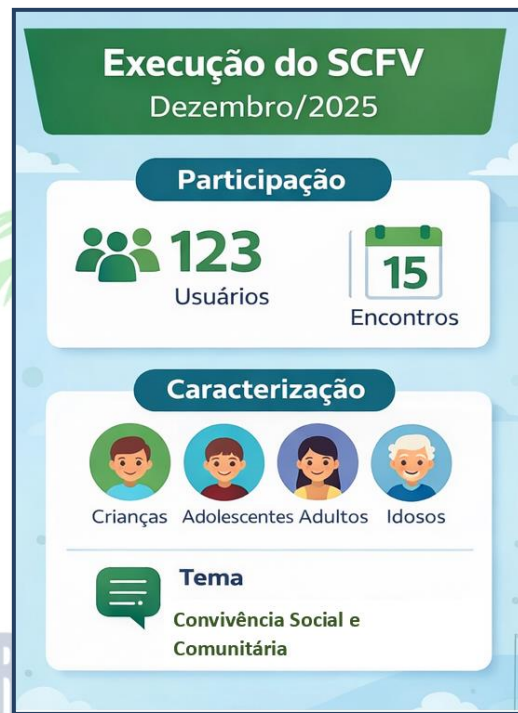 Execução do SCFV
Dezembro/2025
Participação
123
Usuários
15
Encontros
Caracterização
Crianças Adolescentes Adultos Idosos
Tema
Convivência Social e
Comunitária